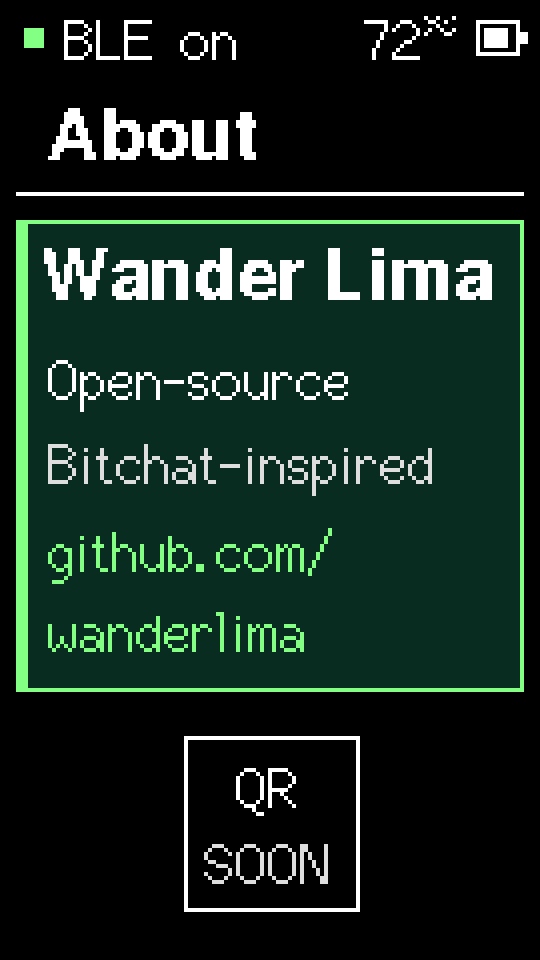 BLE on 72%
About
Wander Lima
Open-source
Bitchat-inspired
github.com/
wanderlima
QR
SOON